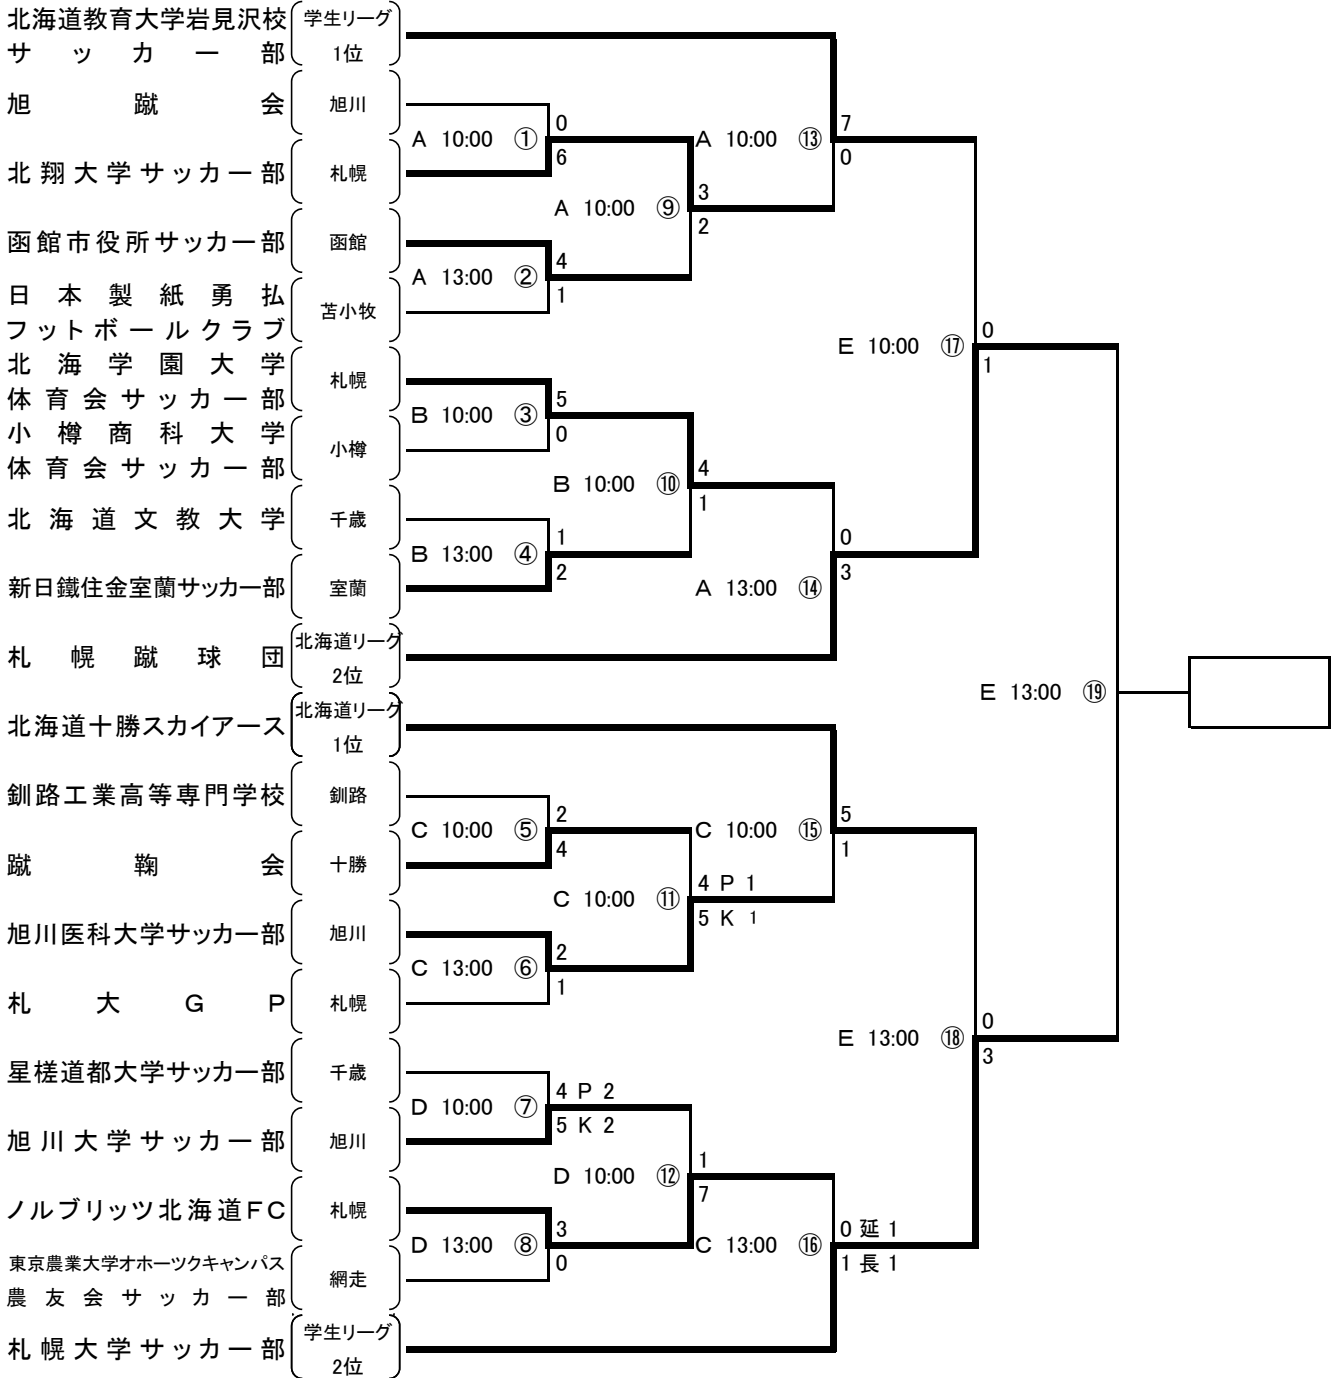 北海道教育大学岩見沢校 学生リーグ
サッカー部 1位
旭蹴会 旭川
0
A 10:00 ①
6
A 10:00 ⑬
7
0
北翔大学サッカー部 札幌
A 10:00 ⑨
3
2
函館市役所サッカー部 函館
A 13:00 ②
4
1
日本製紙勇払
フットボールクラブ
苫小牧
E 10:00 ⑰
0
1
北海学園大学
体育会サッカー部
札幌
B 10:00 ③
5
0
小樽商科大学
体育会サッカー部
小樽
B 10:00 ⑩
4
1
北海道文教大学 千歳
B 13:00 ④
1
2
0
3
新日鐵住金室蘭サッカー部 室蘭
A 13:00 ⑭
札幌蹴球団 北海道リーグ
2位
E 13:00 ⑲
北海道十勝スカイアース 北海道リーグ
1位
釧路工業高等専門学校 釧路
C 10:00 ⑤
2
4
C 10:00 ⑮
5
1
蹴鞠会 十勝
C 10:00 ⑪
4 P 1
5 K 1
旭川医科大学サッカー部 旭川
C 13:00 ⑥
2
1
札大GP 札幌
E 13:00 ⑱
0
3
星槎道都大学サッカー部 千歳
D 10:00 ⑦
4 P 2
5 K 2
旭川大学サッカー部 旭川
D 10:00 ⑫
1
7
ノルブリッツ北海道FC 札幌
D 13:00 ⑧
3
0
C 13:00 ⑯
0 延 1
1 長 1
東京農業大学オホーツクキャンパス
農友会サッカー部
網走
札幌大学サッカー部 学生リーグ
2位